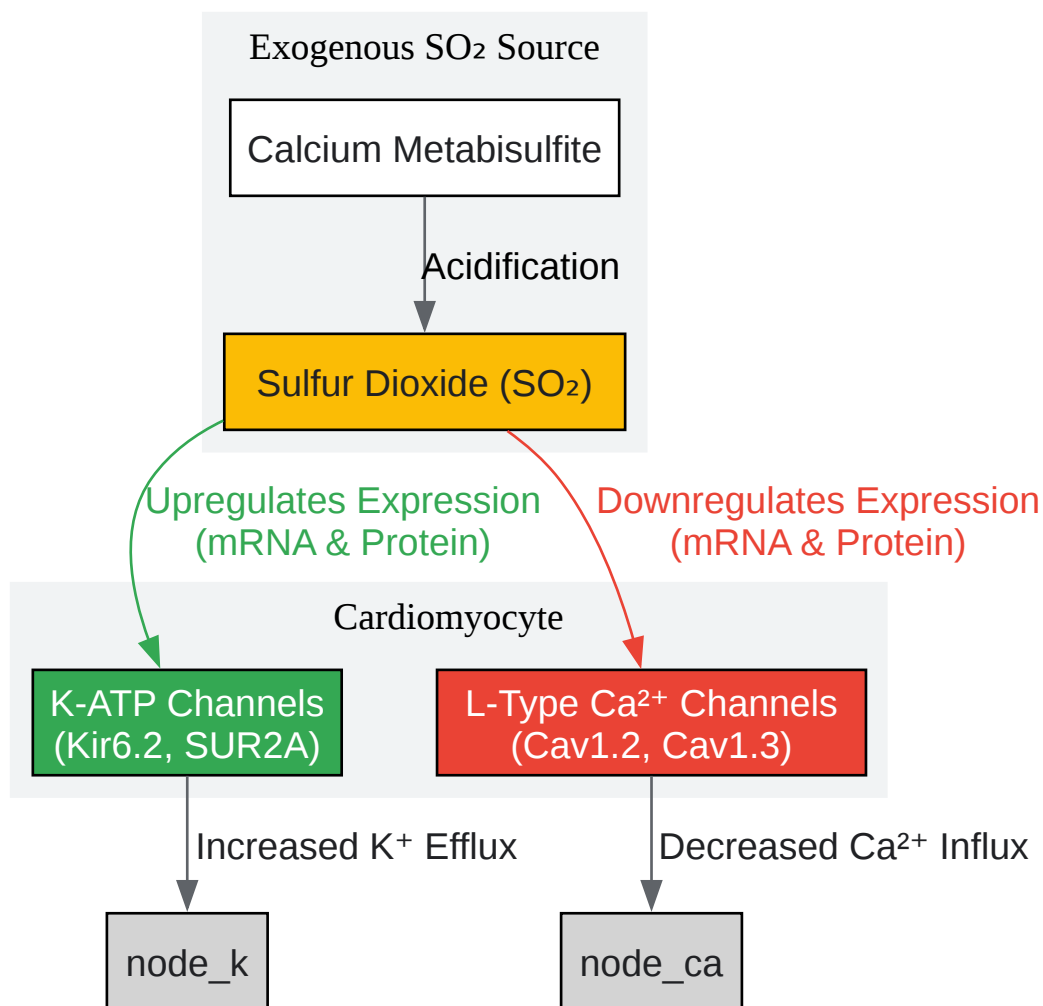 Exogenous SO₂ Source
Calcium Metabisulfite
Acidification
Sulfur Dioxide (SO₂)
Upregulates Expression
(mRNA & Protein)
Downregulates Expression
(mRNA & Protein)
Cardiomyocyte
K-ATP Channels
(Kir6.2, SUR2A)
L-Type Ca²⁺ Channels
(Cav1.2, Cav1.3)
Increased K⁺ Efflux
Decreased Ca²⁺ Influx
node_k
node_ca